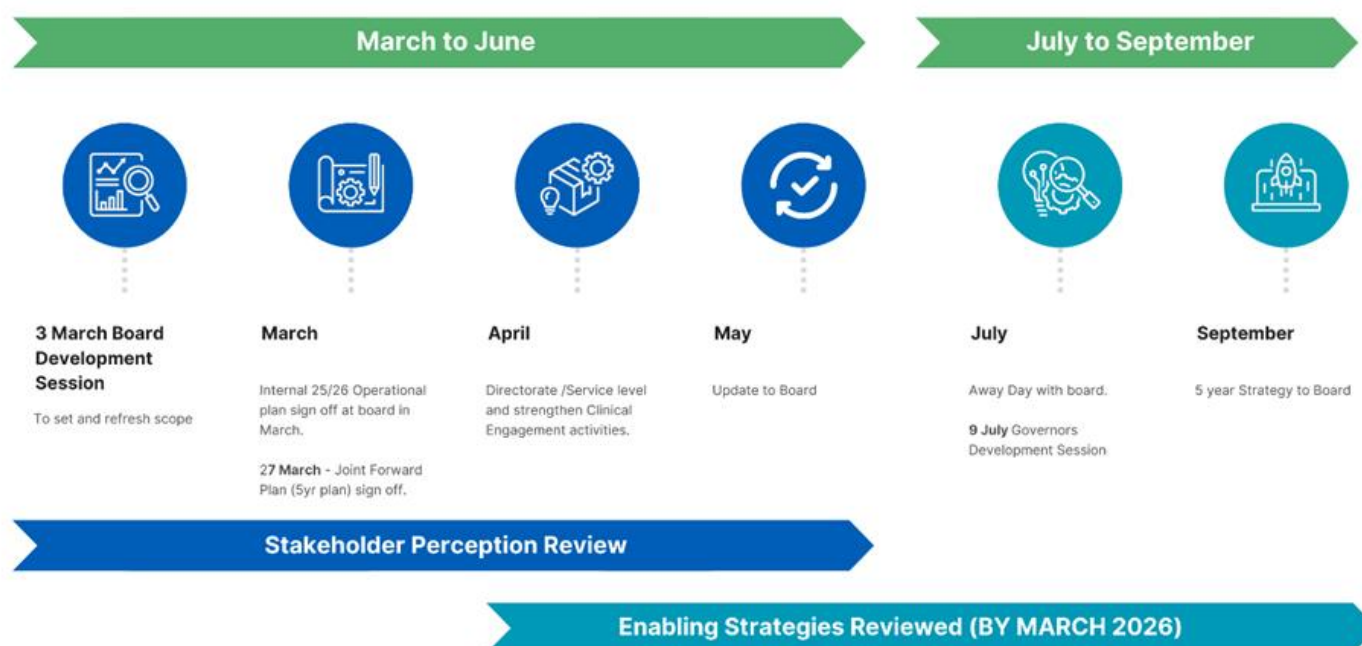 March to June
July to September
3 March Board
Development
Session
To set and refresh scope
March
Internal 25/26 Operational
plan sign off at board in
March.
27 March - Joint Forward
Plan (5yr plan) sign off.
April
Directorate /Service level
and strengthen Clinical
Engagement activities.
May
Update to Board
July
Away Day with board.
9 July Governors
Development Session
September
5 year Strategy to Board
Stakeholder Perception Review
Enabling Strategies Reviewed (BY MARCH 2026)